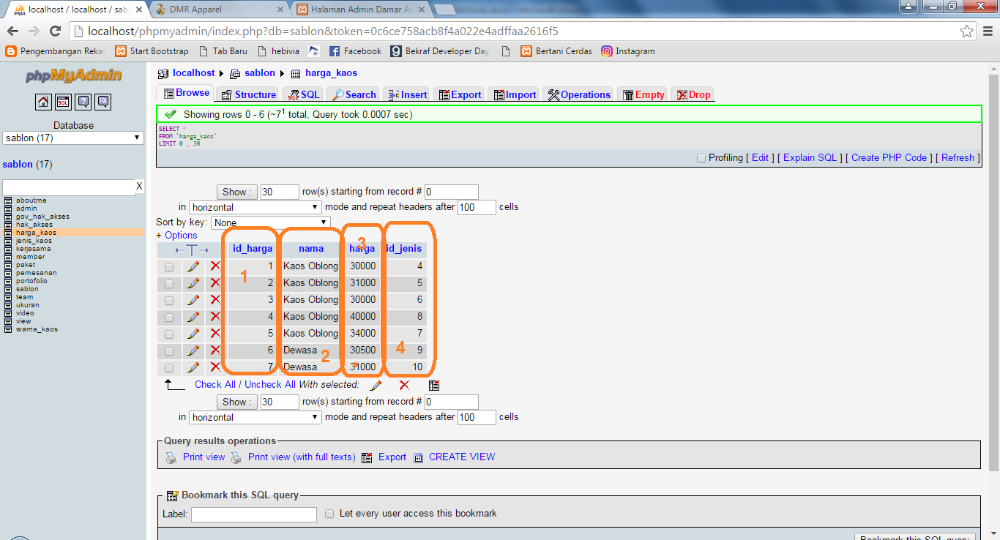 localhost / localhost / sabl
DMR Apparel
Halaman Admin Damar Ap
localhost/phpmyadmin/index.php?db=sablon&token=0c6ce758acb8f4a022e4adffaa2616f5
Pengembangan Rekay
Start Bootstrap
Tab Baru
hebivia
Facebook
Bekraf Developer Day
Bertani Cerdas
Instagram
phpMyAdmin
localhost
sablon
harga_kaos
Browse
Structure
SQL
Search
Insert
Export
Import
Operations
Empty
Drop
Showing rows 0 - 6 (~7¹ total, Query took 0.0007 sec)
SELECT *
FROM `harga_kaos`
LIMIT 0 , 30
Profiling [ Edit ] [ Explain SQL ] [ Create PHP Code ] [ Refresh ]
Database
sablon (17)
sablon (17)
X
aboutme
admin
gov_hak_akses
hak_akses
harga_kaos
jenis_kaos
kerjasama
member
paket
pemesanan
portofolio
sablon
team
ukuran
video
view
warna_kaos
Show : 30 row(s) starting from record # 0
in horizontal mode and repeat headers after 100 cells
Sort by key: None
+ Options
←T→ id_harga nama harga id_jenis
1 Kaos Oblong 30000 4
2 Kaos Oblong 31000 5
3 Kaos Oblong 30000 6
4 Kaos Oblong 40000 8
5 Kaos Oblong 34000 7
6 Dewasa 30500 9
7 Dewasa 31000 10
1
2
3
4
Check All / Uncheck All With selected:
Show : 30 row(s) starting from record # 0
in horizontal mode and repeat headers after 100 cells
Query results operations
Print view
Print view (with full texts)
Export
CREATE VIEW
Bookmark this SQL query
Label:
Let every user access this bookmark
Bookmark this SQL query